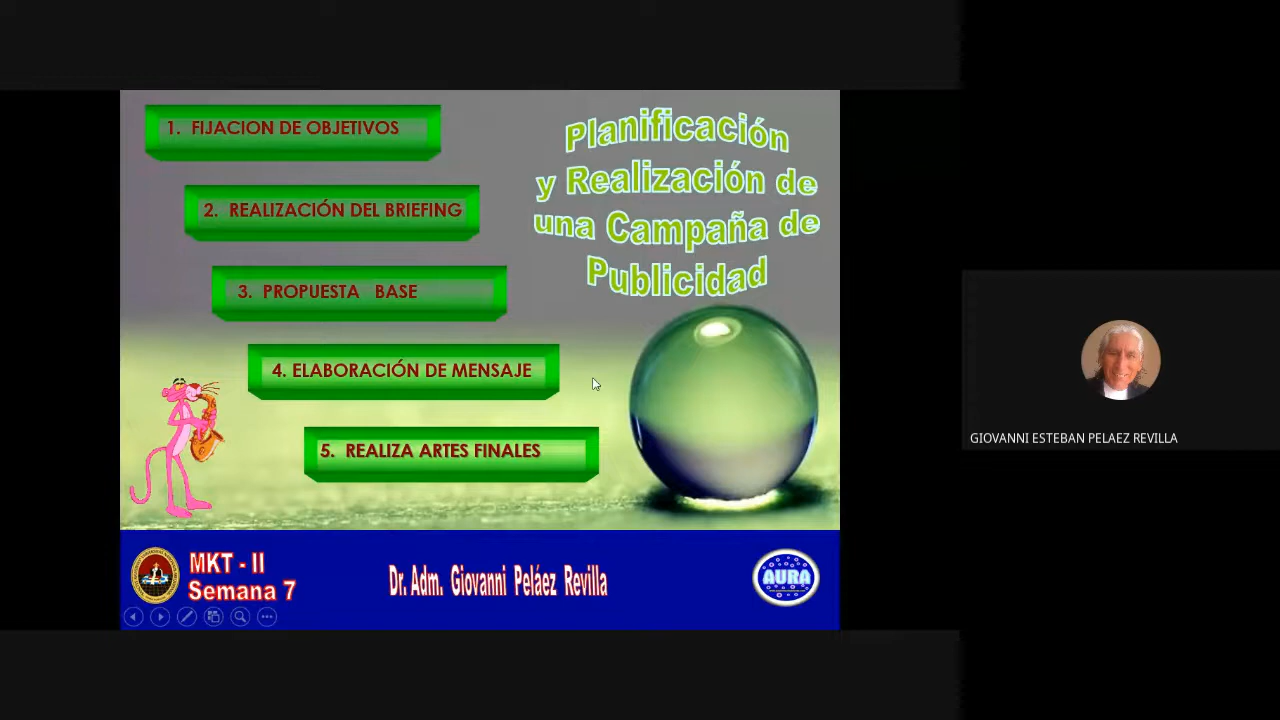 1. FIJACION DE OBJETIVOS
2. REALIZACIÓN DEL BRIEFING
3. PROPUESTA BASE
4. ELABORACIÓN DE MENSAJE
5. REALIZA ARTES FINALES
Planificación
y Realización de
una Campaña de
Publicidad
MKT - II
Semana 7
Dr. Adm. Giovanni Peláez Revilla
AURA
GIOVANNI ESTEBAN PELAEZ REVILLA